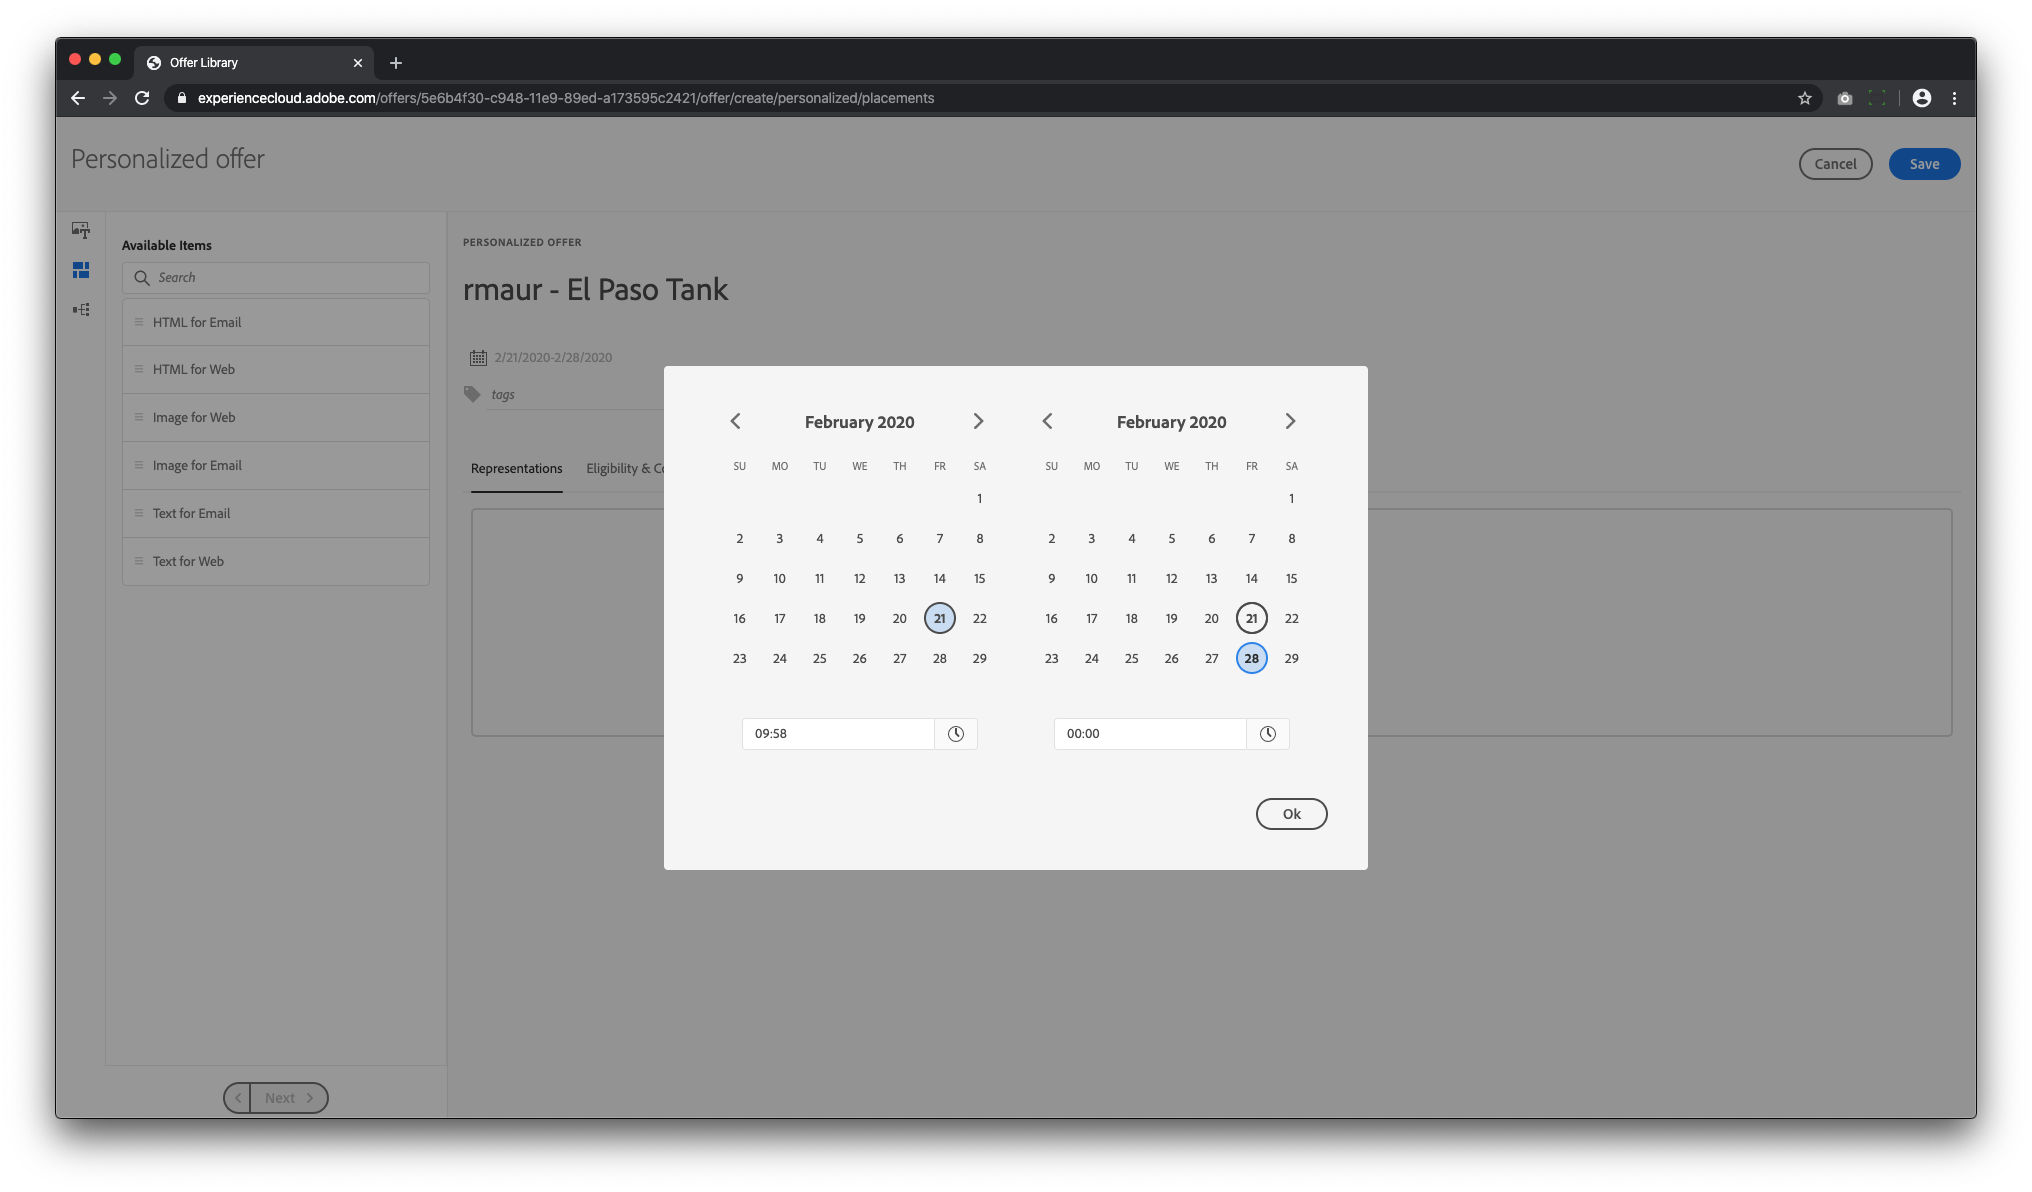 Offer Library
experiencecloud.adobe.com/offers/5e6b4f30-c948-11e9-89ed-a173595c2421/offer/create/personalized/placements
Personalized offer
Cancel
Save
Available Items
Search
HTML for Email
HTML for Web
Image for Web
Image for Email
Text for Email
Text for Web
Next
PERSONALIZED OFFER
rmaur - El Paso Tank
2/21/2020-2/28/2020
tags
Representations
Eligibility & Co
February 2020
SU MO TU WE TH FR SA
1
2 3 4 5 6 7 8
9 10 11 12 13 14 15
16 17 18 19 20 21 22
23 24 25 26 27 28 29
09:58
February 2020
SU MO TU WE TH FR SA
1
2 3 4 5 6 7 8
9 10 11 12 13 14 15
16 17 18 19 20 21 22
23 24 25 26 27 28 29
00:00
Ok